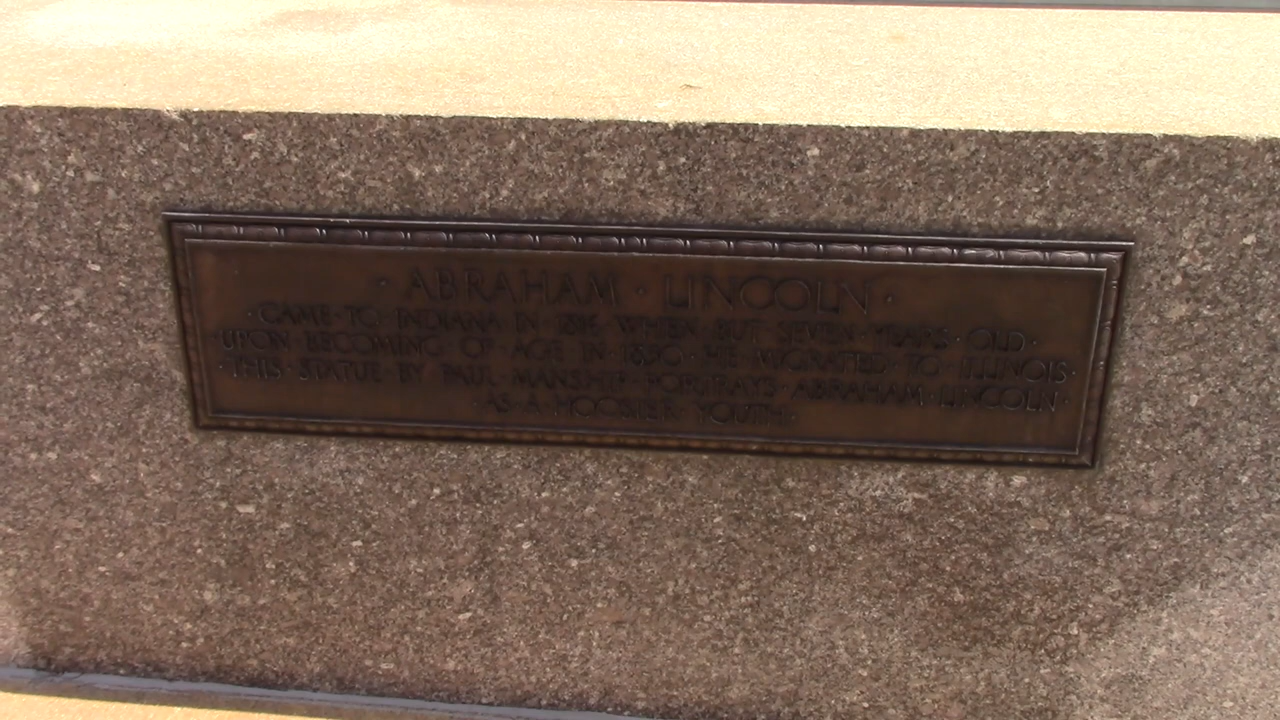 · ABRAHAM · LINCOLN ·
· CAME · TO · INDIANA · IN · 1816 · WHEN · BUT · SEVEN · YEARS · OLD ·
· UPON · BECOMING · OF · AGE · IN · 1830 · HE · MIGRATED · TO · ILLINOIS ·
· THIS · STATUE · BY · PAUL · MANSHIP · PORTRAYS · ABRAHAM · LINCOLN ·
· AS · A · HOOSIER · YOUTH ·